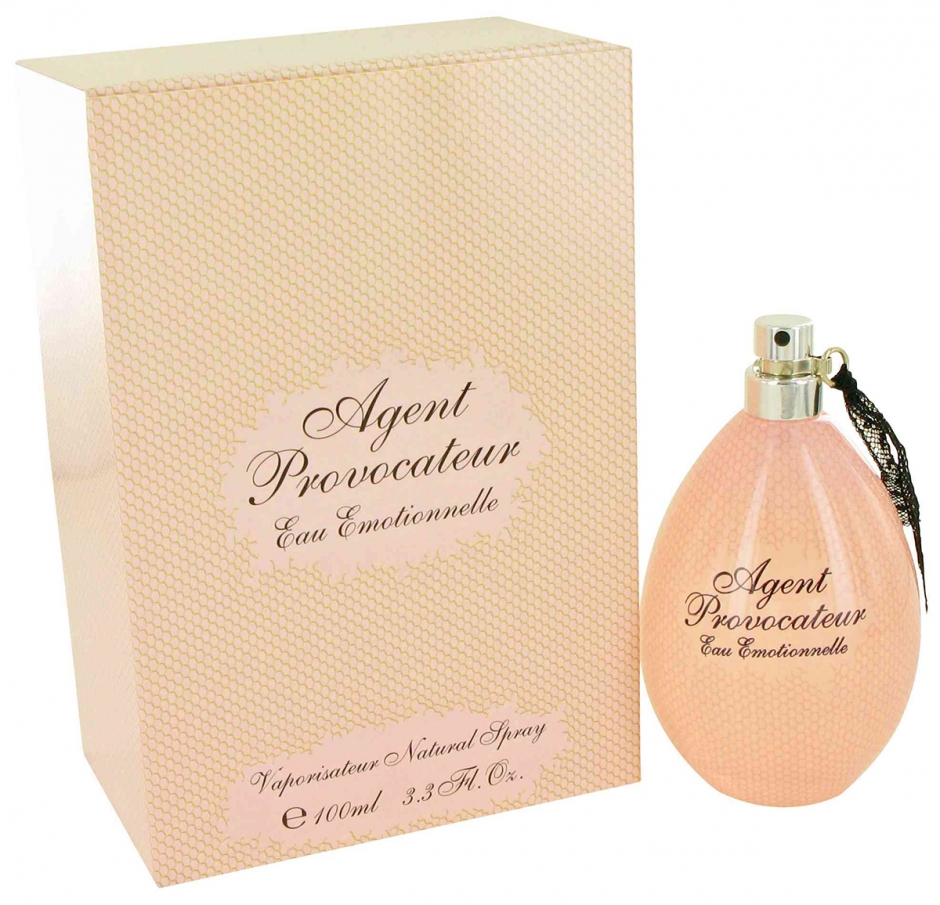 Agent
Provocateur
Eau Emotionnelle
Vaporisateur Natural Spray
e 100ml 3.3 Fl. Oz.
Agent
Provocateur
Eau Emotionnelle